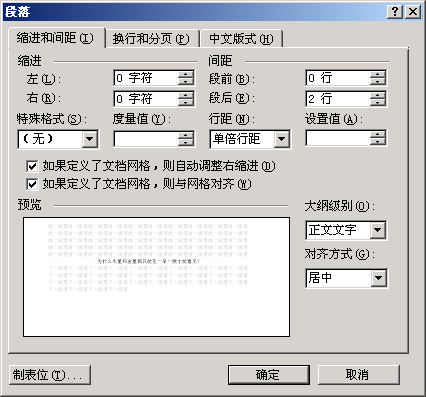 段落
缩进和间距(I) 换行和分页(P) 中文版式(H)
缩进 间距
左(L): 0 字符 段前(B): 0 行
右(R): 0 字符 段后(E): 2 行
特殊格式(S): 度量值(Y): 行距(N): 设置值(A):
(无) 单倍行距
如果定义了文档网格,则自动调整右缩进(D)
如果定义了文档网格,则与网格对齐(W)
预览 大纲级别(O):
正文文字
对齐方式(G):
居中
制表位(T)... 确定 取消